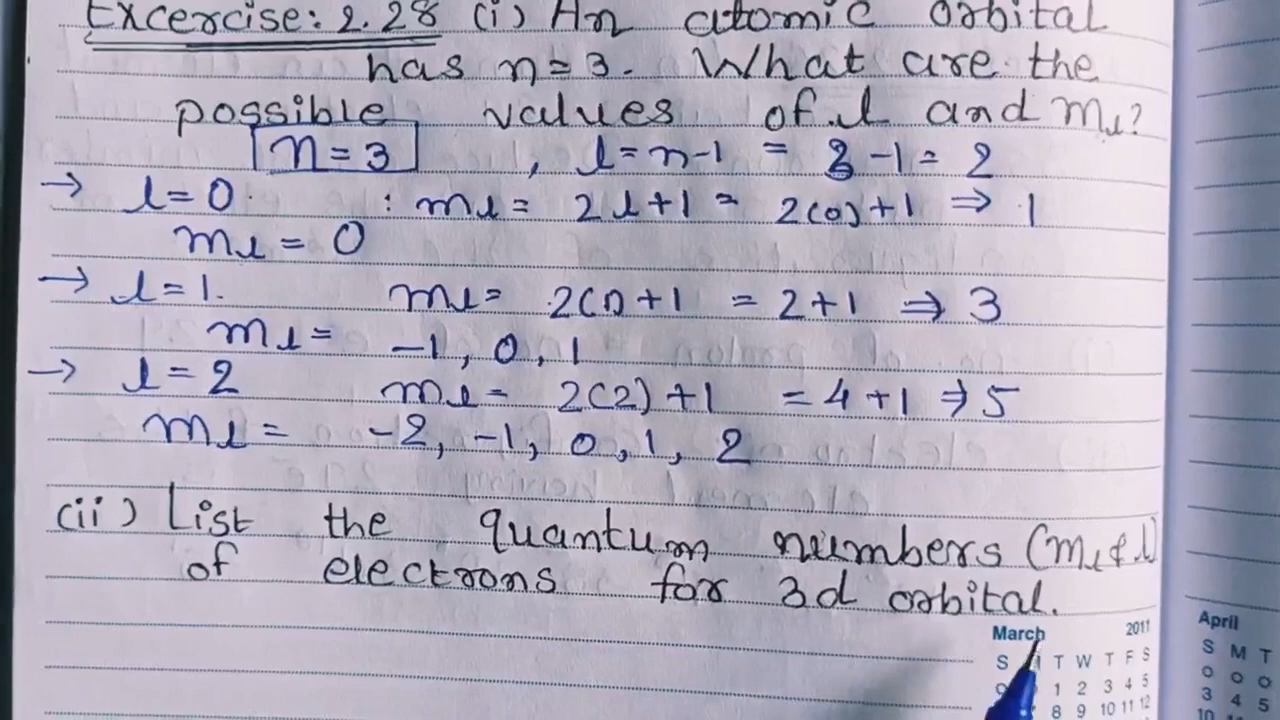 Excercise: 2.28 (i) An atomic orbital
has n=3. What are the
possible values of l and ml?
n=3, l=n-1 = 3-1=2
→ l=0 : ml = 2l+1 = 2(0)+1 ⇒ 1
ml = 0
→ l=1. ml= 2(1)+1 = 2+1 ⇒ 3
ml= -1, 0, 1
→ l=2 ml= 2(2)+1 = 4+1 ⇒ 5
ml= -2, -1, 0, 1, 2
(ii) List the quantum numbers (ml & l)
of electrons for 3d orbital.
March 2011
S T W T F S
1 2 3 4 5
8 9 10 11 12
April
S M T
3 4 5